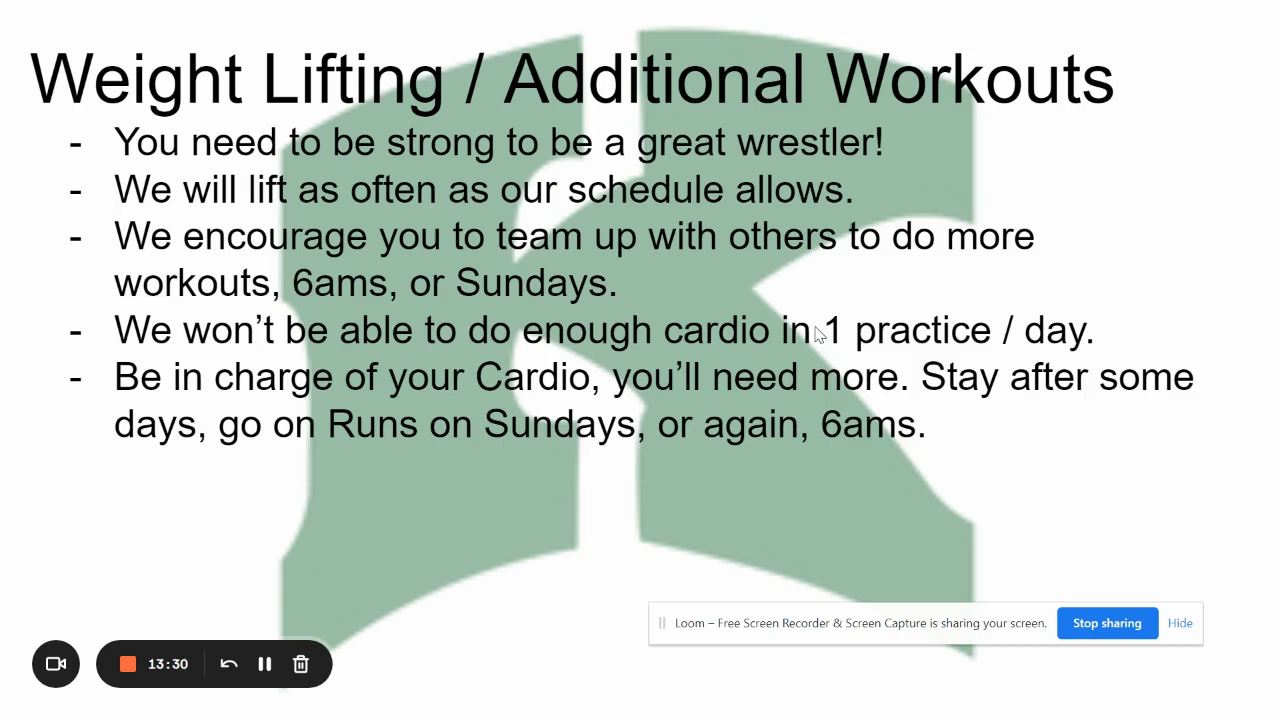 Weight Lifting / Additional Workouts
- You need to be strong to be a great wrestler!
- We will lift as often as our schedule allows.
- We encourage you to team up with others to do more
workouts, 6ams, or Sundays.
- We won't be able to do enough cardio in 1 practice / day.
- Be in charge of your Cardio, you'll need more. Stay after some
days, go on Runs on Sundays, or again, 6ams.
Loom – Free Screen Recorder & Screen Capture is sharing your screen. Stop sharing Hide
13:30